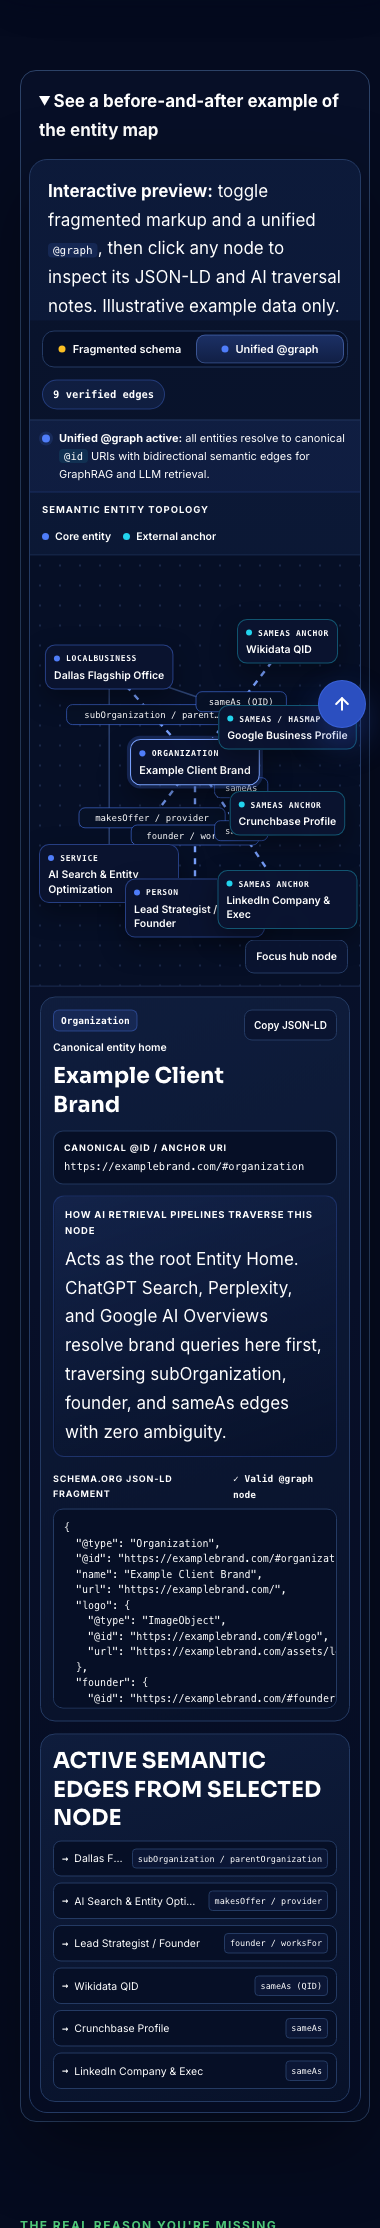 ▼ See a before-and-after example of
the entity map
Interactive preview: toggle
fragmented markup and a unified
@graph, then click any node to
inspect its JSON-LD and AI traversal
notes. Illustrative example data only.
Fragmented schema
Unified @graph
9 verified edges
Unified @graph active: all entities resolve to canonical
@id URIs with bidirectional semantic edges for
GraphRAG and LLM retrieval.
SEMANTIC ENTITY TOPOLOGY
Core entity
External anchor
SAMEAS ANCHOR
Wikidata QID
LOCALBUSINESS
Dallas Flagship Office
sameAs (QID)
subOrganization / parent
SAMEAS / HASMAP
Google Business Profile
ORGANIZATION
Example Client Brand
sameAs
SAMEAS ANCHOR
Crunchbase Profile
makesOffer / provider
founder / wor
SERVICE
AI Search & Entity
Optimization
PERSON
Lead Strategist /
Founder
SAMEAS ANCHOR
LinkedIn Company &
Exec
Focus hub node
Organization
Copy JSON-LD
Canonical entity home
Example Client
Brand
CANONICAL @ID / ANCHOR URI
https://examplebrand.com/#organization
HOW AI RETRIEVAL PIPELINES TRAVERSE THIS
NODE
Acts as the root Entity Home.
ChatGPT Search, Perplexity,
and Google AI Overviews
resolve brand queries here first,
traversing subOrganization,
founder, and sameAs edges
with zero ambiguity.
SCHEMA.ORG JSON-LD
FRAGMENT
✓ Valid @graph
node
{
"@type": "Organization",
"@id": "https://examplebrand.com/#organizat
"name": "Example Client Brand",
"url": "https://examplebrand.com/",
"logo": {
"@type": "ImageObject",
"@id": "https://examplebrand.com/#logo",
"url": "https://examplebrand.com/assets/l
},
"founder": {
"@id": "https://examplebrand.com/#founder
ACTIVE SEMANTIC
EDGES FROM SELECTED
NODE
→ Dallas F... subOrganization / parentOrganization
→ AI Search & Entity Opti... makesOffer / provider
→ Lead Strategist / Founder founder / worksFor
→ Wikidata QID sameAs (QID)
→ Crunchbase Profile sameAs
→ LinkedIn Company & Exec sameAs
THE REAL REASON YOU'RE MISSING